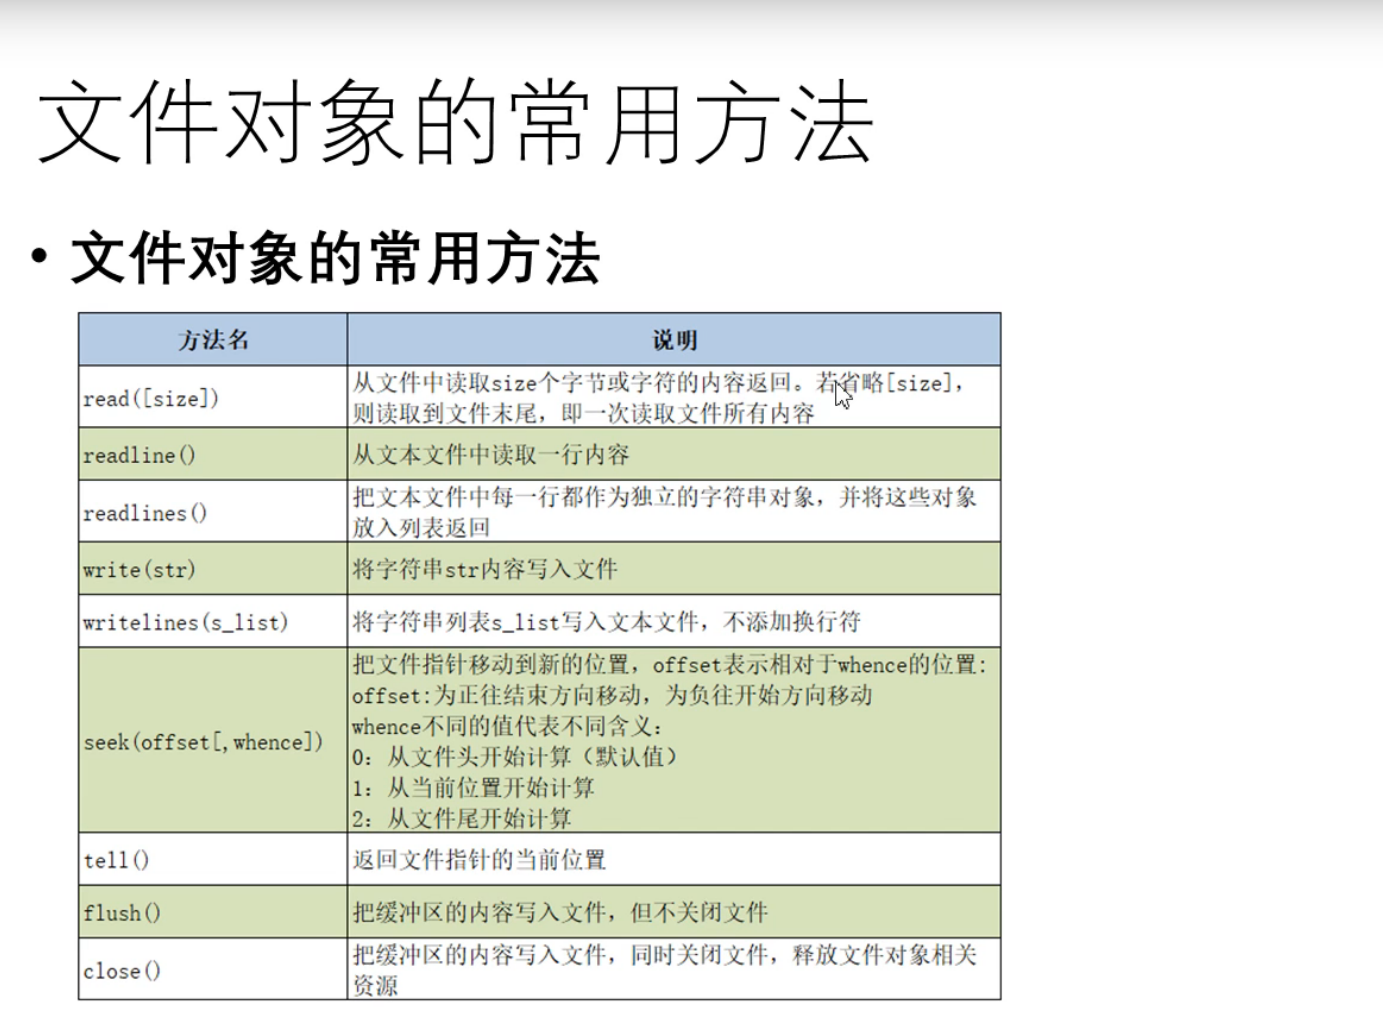 文件对象的常用方法
• 文件对象的常用方法
方法名 说明
read([size]) 从文件中读取size个字节或字符的内容返回。若省略[size],
则读取到文件末尾，即一次读取文件所有内容
readline() 从文本文件中读取一行内容
readlines() 把文本文件中每一行都作为独立的字符串对象，并将这些对象
放入列表返回
write(str) 将字符串str内容写入文件
writelines(s_list) 将字符串列表s_list写入文本文件，不添加换行符
seek(offset[,whence]) 把文件指针移动到新的位置，offset表示相对于whence的位置:
offset:为正往结束方向移动，为负往开始方向移动
whence不同的值代表不同含义:
0: 从文件头开始计算（默认值）
1: 从当前位置开始计算
2: 从文件尾开始计算
tell() 返回文件指针的当前位置
flush() 把缓冲区的内容写入文件，但不关闭文件
close() 把缓冲区的内容写入文件，同时关闭文件，释放文件对象相关
资源